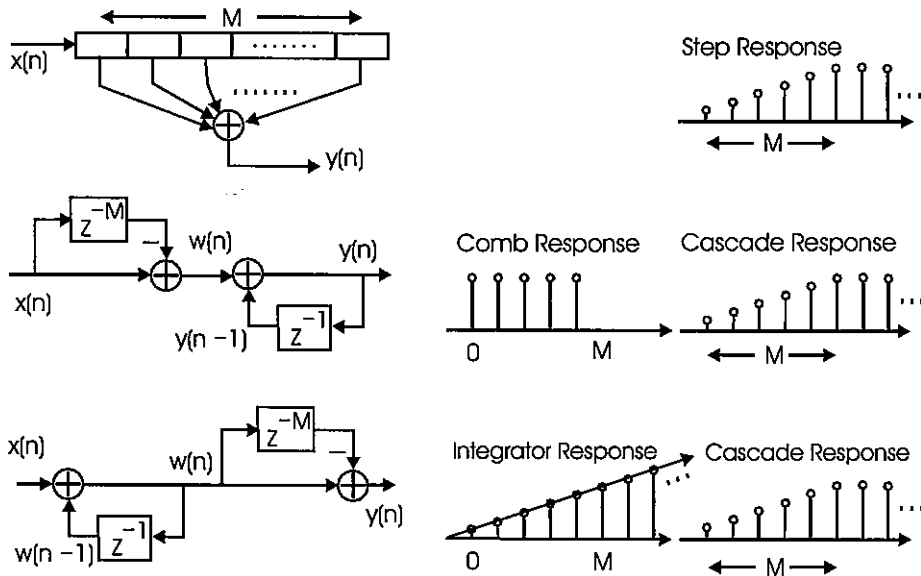 M
x(n)
y(n)
Step Response
M
z^-M
−
w(n)
y(n)
x(n)
y(n −1)
z^-1
Comb Response
0
M
Cascade Response
M
x(n)
w(n)
z^-M
−
y(n)
w(n −1)
z^-1
Integrator Response
0
M
Cascade Response
M